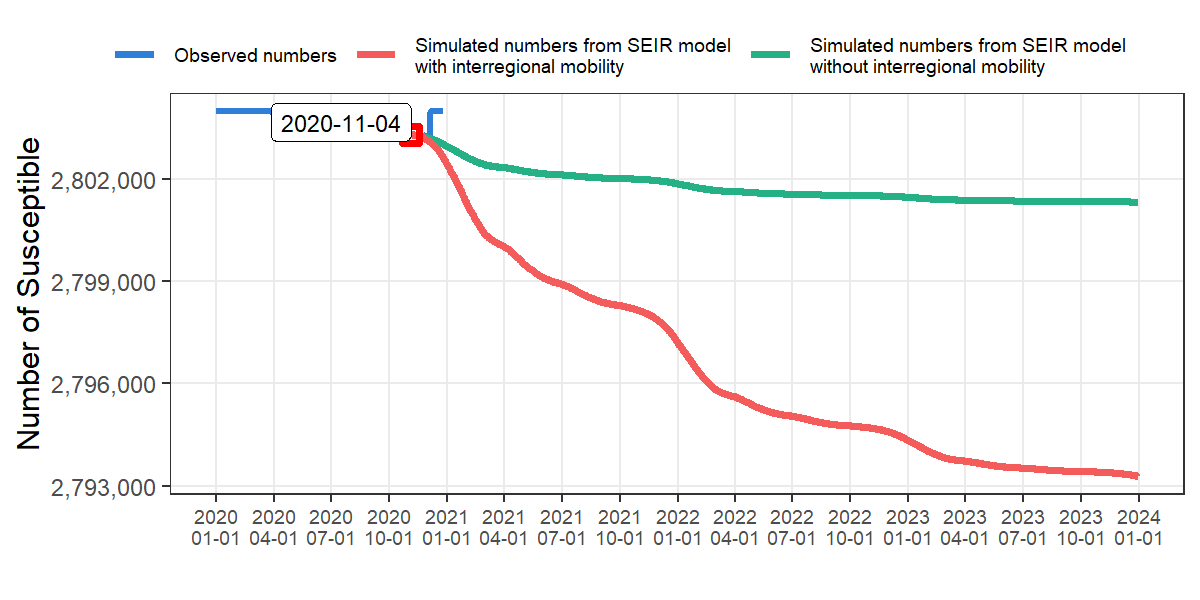 Observed numbers
Simulated numbers from SEIR model
with interregional mobility
Simulated numbers from SEIR model
without interregional mobility
Number of Susceptible
2020-11-04
2,802,000
2,799,000
2,796,000
2,793,000
2020 2020 2020 2020 2021 2021 2021 2021 2022 2022 2022 2022 2023 2023 2023 2023 2024
01-01 04-01 07-01 10-01 01-01 04-01 07-01 10-01 01-01 04-01 07-01 10-01 01-01 04-01 07-01 10-01 01-01